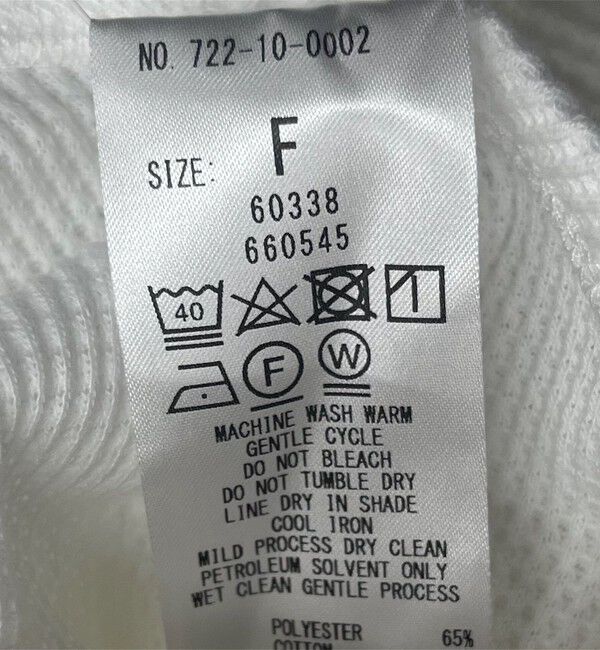 NO. 722-10-0002
SIZE: F
60338
660545
40
F W
MACHINE WASH WARM
GENTLE CYCLE
DO NOT BLEACH
DO NOT TUMBLE DRY
LINE DRY IN SHADE
COOL IRON
MILD PROCESS DRY CLEAN
PETROLEUM SOLVENT ONLY
WET CLEAN GENTLE PROCESS
POLYESTER 65%
COTTON